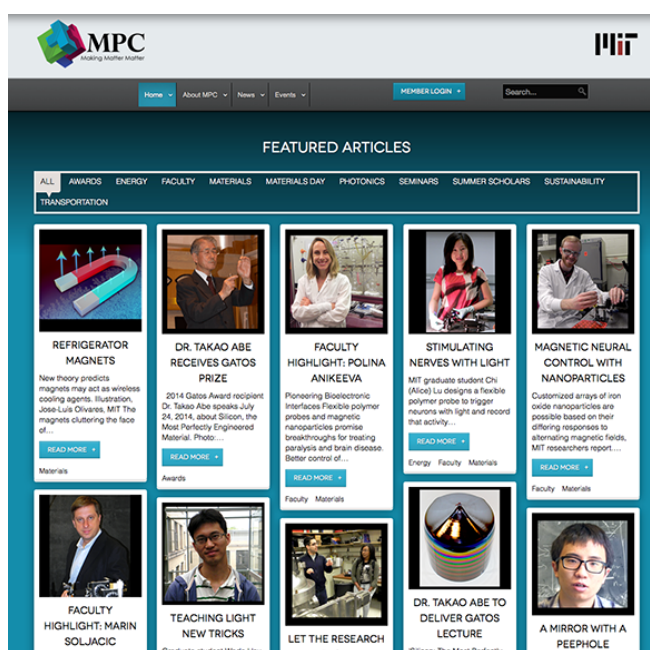 MPC
Making Matter Matter
MIT
Home
About MPC
News
Events
MEMBER LOGIN
Search...
FEATURED ARTICLES
ALL AWARDS ENERGY FACULTY MATERIALS MATERIALS DAY PHOTONICS SEMINARS SUMMER SCHOLARS SUSTAINABILITY
TRANSPORTATION
REFRIGERATOR
MAGNETS
New theory predicts
magnets may act as wireless
cooling agents. Illustration,
Jose-Luis Olivares, MIT The
magnets cluttering the face
of...
READ MORE
Materials
DR. TAKAO ABE
RECEIVES GATOS
PRIZE
2014 Gatos Award recipient
Dr. Takao Abe speaks July
24, 2014, about Silicon, the
Most Perfectly Engineered
Material. Photo:...
READ MORE
Awards
FACULTY
HIGHLIGHT: POLINA
ANIKEEVA
Pioneering Bioelectronic
Interfaces Flexible polymer
probes and magnetic
nanoparticles promise
breakthroughs for treating
paralysis and brain disease.
Better control of...
READ MORE
Faculty Materials
STIMULATING
NERVES WITH LIGHT
MIT graduate student Chi
(Alice) Lu designs a flexible
polymer probe to trigger
neurons with light and record
that activity...
READ MORE
Energy Faculty Materials
MAGNETIC NEURAL
CONTROL WITH
NANOPARTICLES
Customized arrays of iron
oxide nanoparticles are
possible based on their
differing responses to
alternating magnetic fields,
MIT researchers report....
READ MORE
Faculty Materials
FACULTY
HIGHLIGHT: MARIN
SOLJACIC
TEACHING LIGHT
NEW TRICKS
LET THE RESEARCH
DR. TAKAO ABE TO
DELIVER GATOS
LECTURE
A MIRROR WITH A
PEEPHOLE